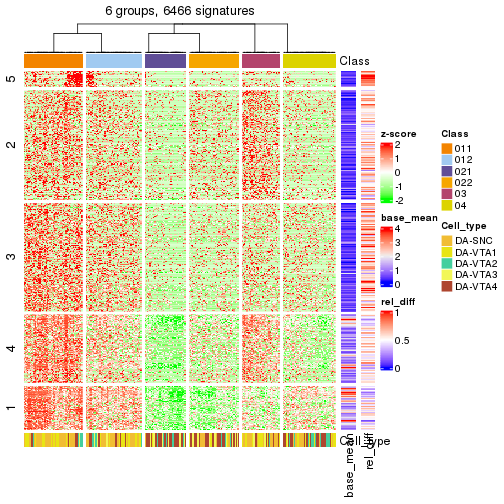 6 groups, 6466 signatures
Class
5
2
3
4
1
z-score
2
1
0
-1
-2
base_mean
4
3
2
1
0
rel_diff
1
0.5
0
Class
011
012
021
022
03
04
Cell_type
DA-SNC
DA-VTA1
DA-VTA2
DA-VTA3
DA-VTA4
Cell_type
base_mean
rel_diff